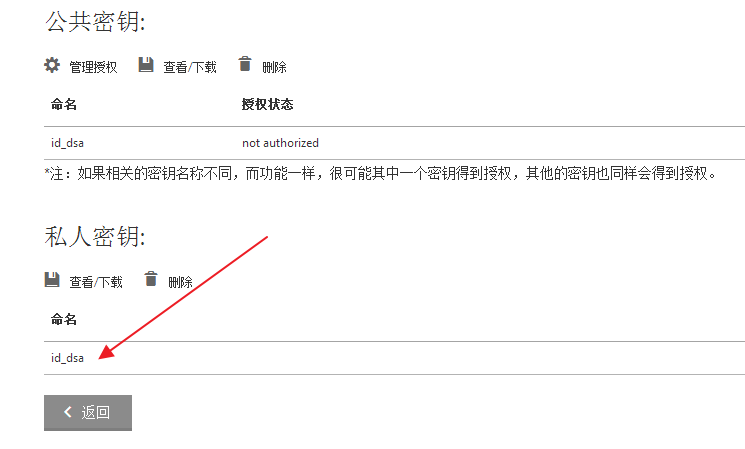 公共密钥:
管理授权 查看/下载 删除
命名 授权状态
id_dsa not authorized
*注：如果相关的密钥名称不同，而功能一样，很可能其中一个密钥得到授权，其他的密钥也同样会得到授权。
私人密钥:
查看/下载 删除
命名
id_dsa
返回